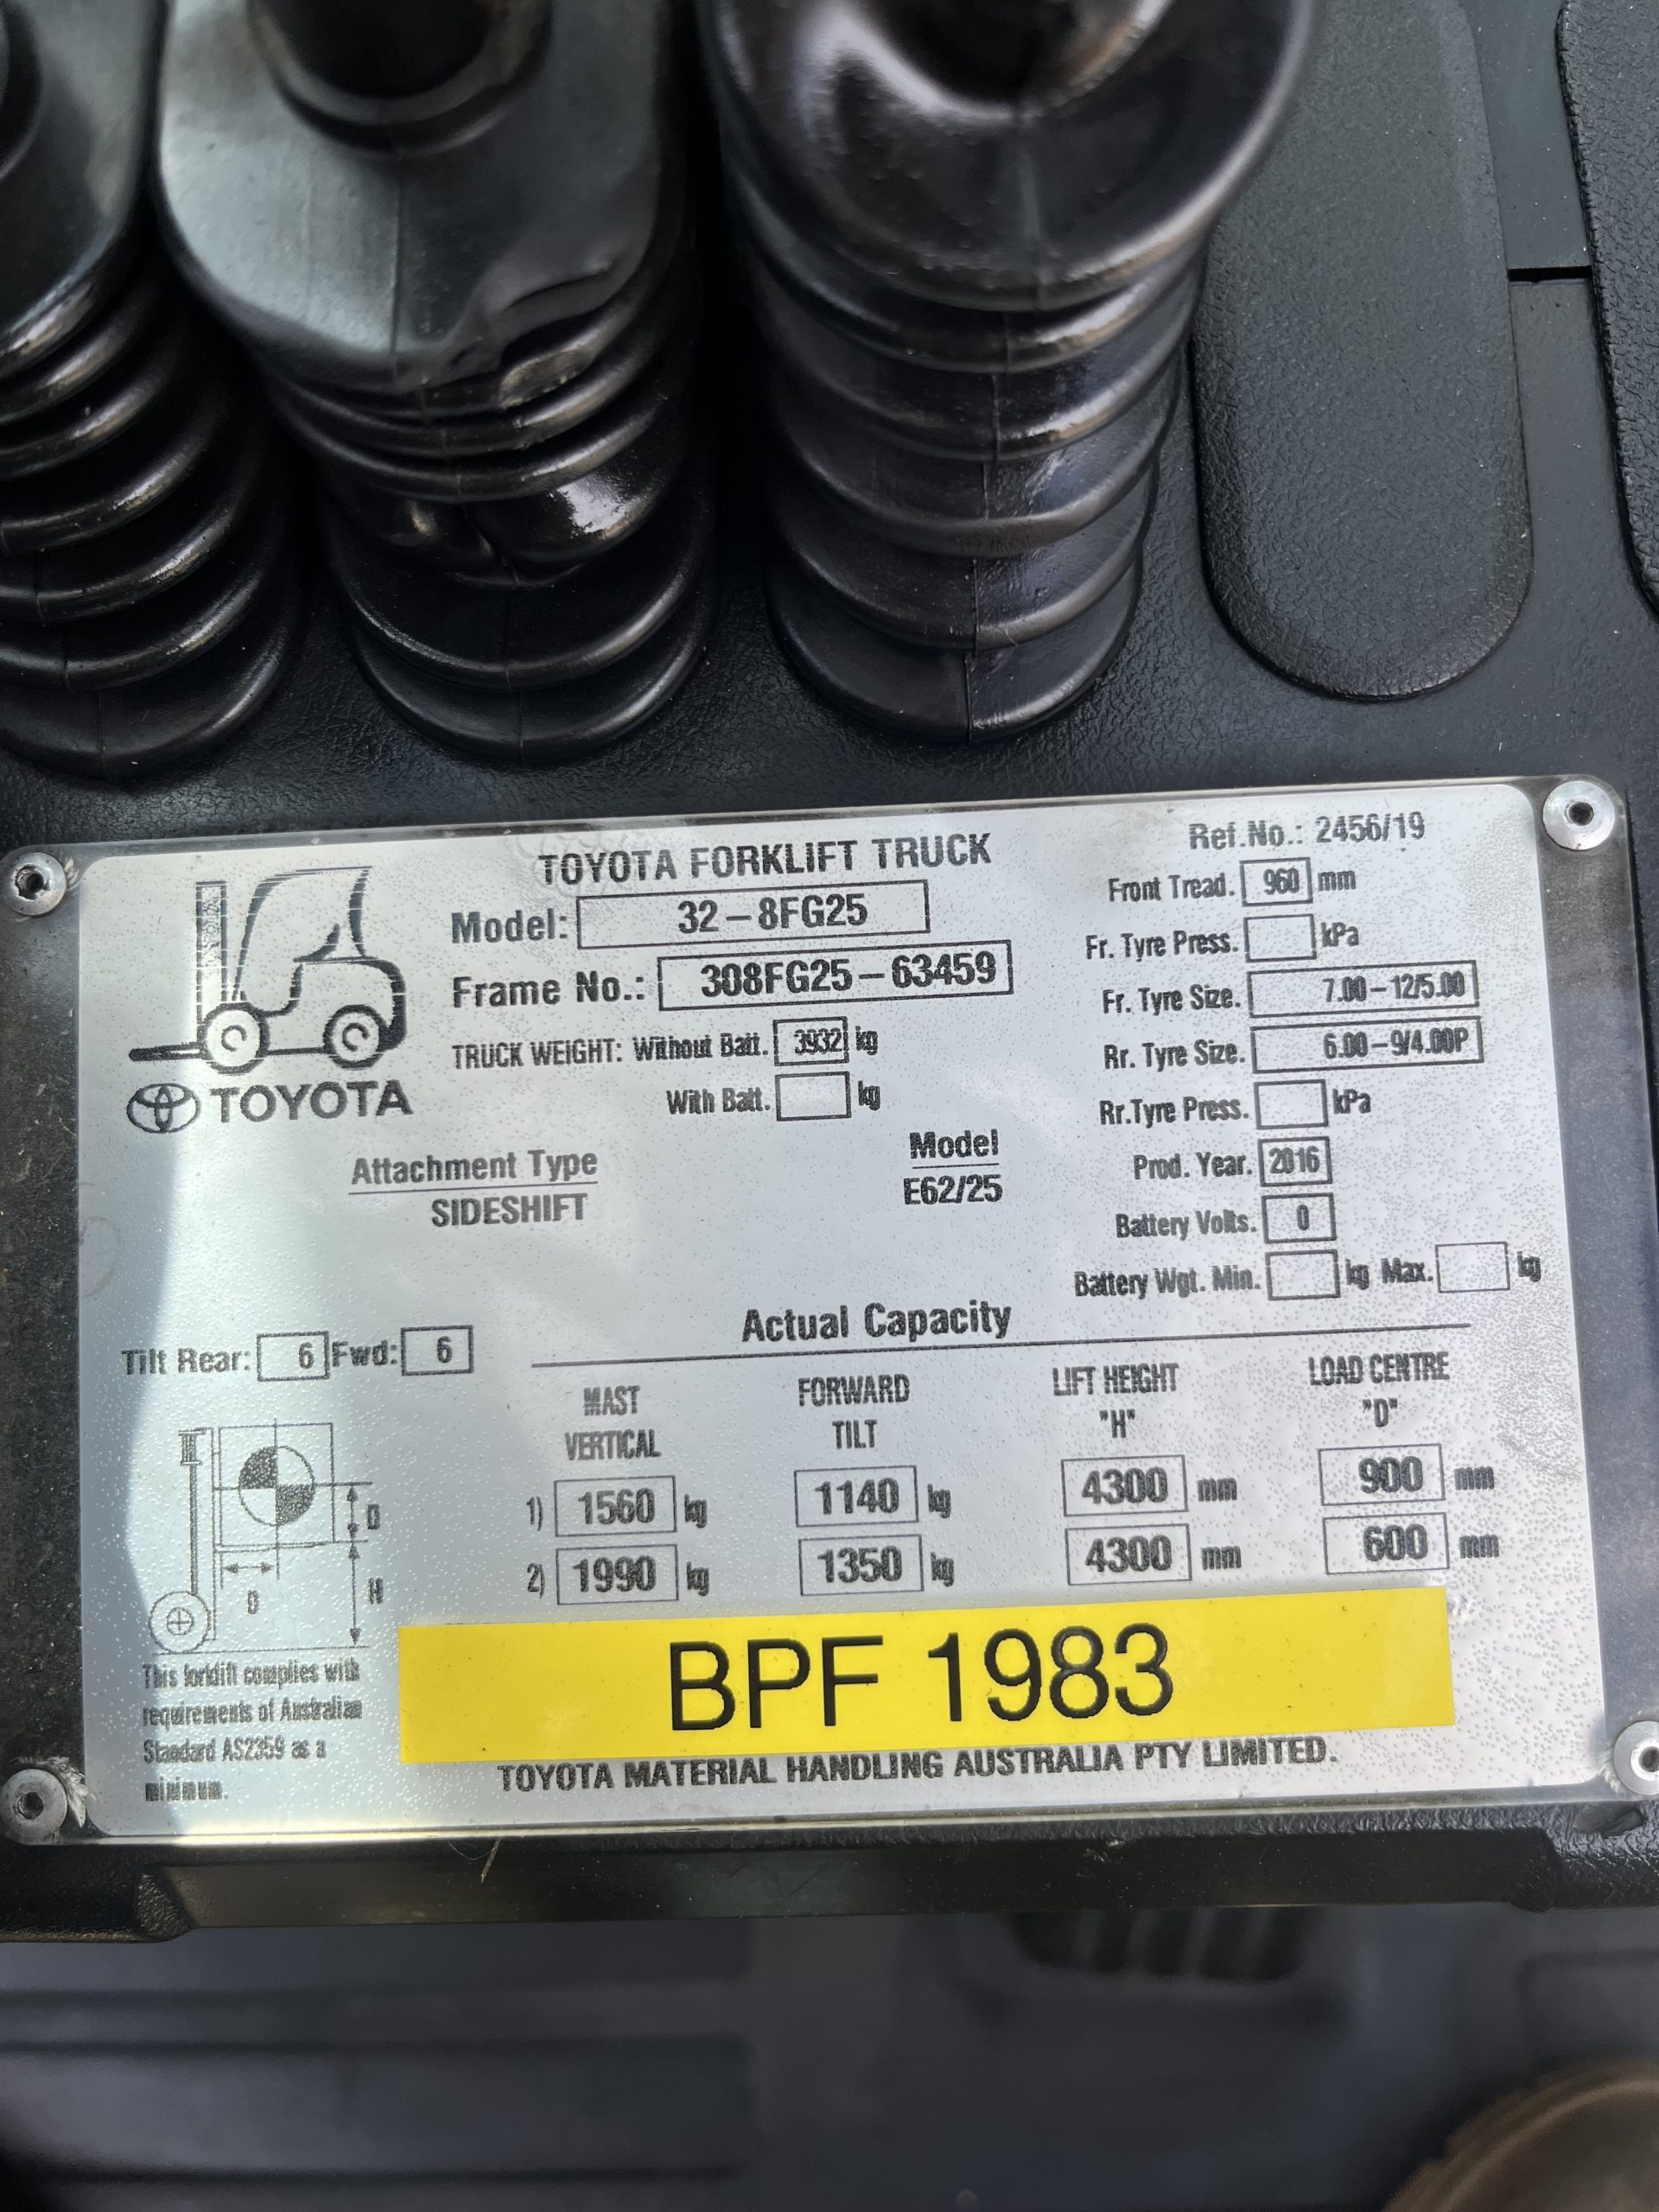 Ref.No.: 2456/19
TOYOTA FORKLIFT TRUCK
Model: 32-8FG25
Frame No.: 308FG25-63459
TRUCK WEIGHT: Without Batt. 3932 kg
With Batt. kg
TOYOTA
Front Tread. 960 mm
Fr. Tyre Press. kPa
Fr. Tyre Size. 7.00-12/5.00
Rr. Tyre Size. 6.00-9/4.00P
Rr.Tyre Press. kPa
Prod. Year. 2016
Battery Volts. 0
Battery Wgt. Min. kg Max. kg
Attachment Type
SIDESHIFT
Model
E62/25
Actual Capacity
Tilt Rear: 6 Fwd: 6
MAST VERTICAL
FORWARD TILT
LIFT HEIGHT "H"
LOAD CENTRE "D"
1) 1560 kg 1140 kg 4300 mm 900 mm
2) 1990 kg 1350 kg 4300 mm 600 mm
D
D
H
This forklift complies with
requirements of Australian
Standard AS2359 as a
minimum.
BPF 1983
TOYOTA MATERIAL HANDLING AUSTRALIA PTY LIMITED.